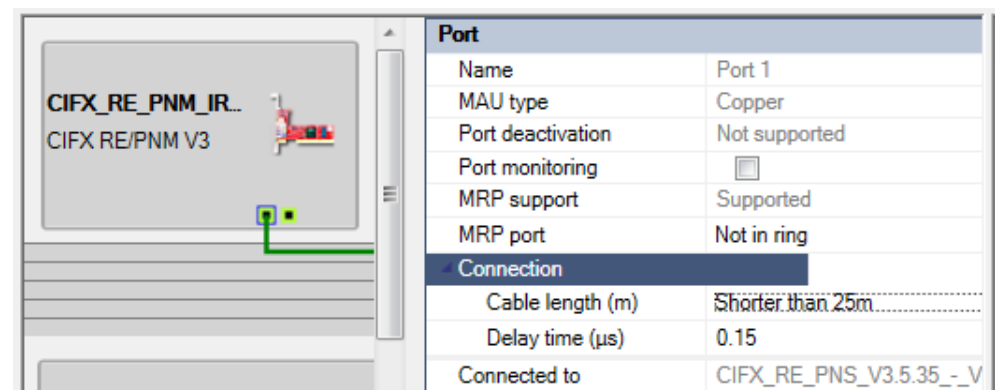 CIFX_RE_PNM_IR...
CIFX RE/PNM V3
Port
Name Port 1
MAU type Copper
Port deactivation Not supported
Port monitoring
MRP support Supported
MRP port Not in ring
Connection
Cable length (m) Shorter than 25m
Delay time (µs) 0.15
Connected to CIFX_RE_PNS_V3.5.35_-_V